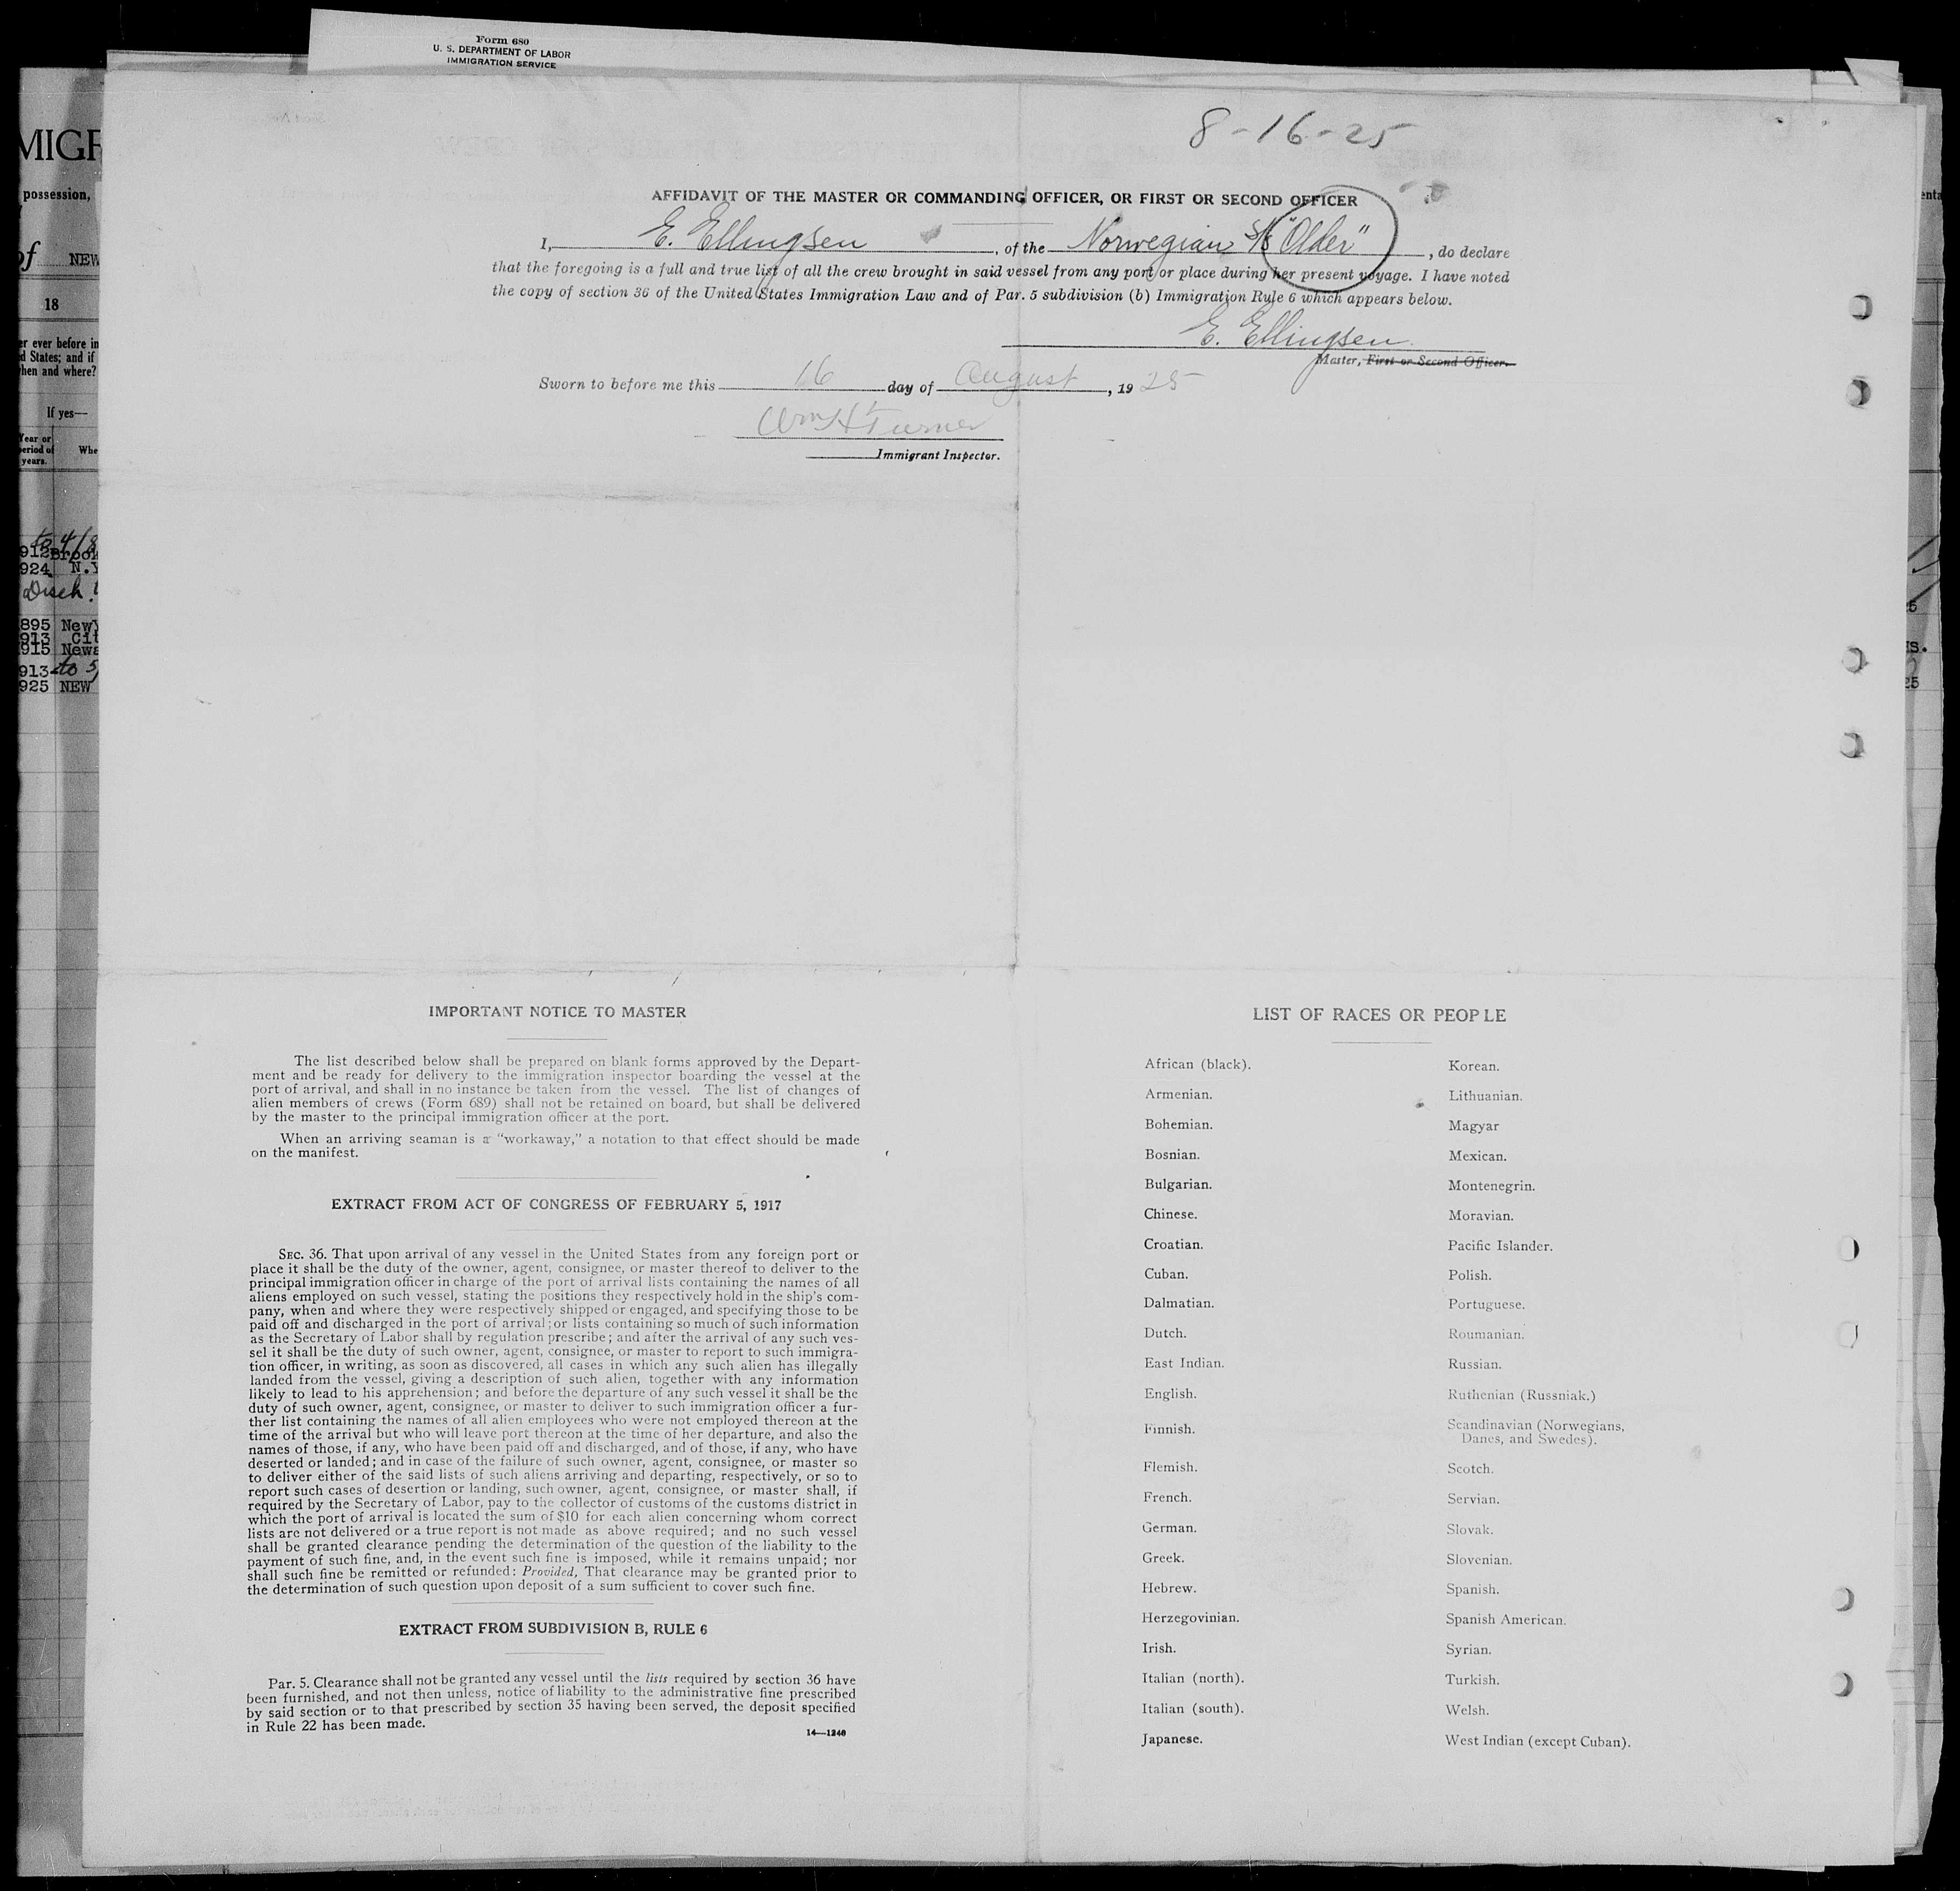 Form 680
U. S. DEPARTMENT OF LABOR
IMMIGRATION SERVICE
8-16-25
AFFIDAVIT OF THE MASTER OR COMMANDING OFFICER, OR FIRST OR SECOND OFFICER
I, E. Ellingsen, of the Norwegian S/S "Older", do declare
that the foregoing is a full and true list of all the crew brought in said vessel from any port or place during her present voyage. I have noted
the copy of section 36 of the United States Immigration Law and of Par. 5 subdivision (b) Immigration Rule 6 which appears below.
E. Ellingsen
Master, First or Second Officer.
Sworn to before me this 16 day of August, 1925
Wm H Turner
Immigrant Inspector.
IMPORTANT NOTICE TO MASTER
The list described below shall be prepared on blank forms approved by the Depart-
ment and be ready for delivery to the immigration inspector boarding the vessel at the
port of arrival, and shall in no instance be taken from the vessel. The list of changes of
alien members of crews (Form 689) shall not be retained on board, but shall be delivered
by the master to the principal immigration officer at the port.
When an arriving seaman is a "workaway," a notation to that effect should be made
on the manifest.
EXTRACT FROM ACT OF CONGRESS OF FEBRUARY 5, 1917
SEC. 36. That upon arrival of any vessel in the United States from any foreign port or
place it shall be the duty of the owner, agent, consignee, or master thereof to deliver to the
principal immigration officer in charge of the port of arrival lists containing the names of all
aliens employed on such vessel, stating the positions they respectively hold in the ship's com-
pany, when and where they were respectively shipped or engaged, and specifying those to be
paid off and discharged in the port of arrival; or lists containing so much of such information
as the Secretary of Labor shall by regulation prescribe; and after the arrival of any such ves-
sel it shall be the duty of such owner, agent, consignee, or master to report to such immigra-
tion officer, in writing, as soon as discovered, all cases in which any such alien has illegally
landed from the vessel, giving a description of such alien, together with any information
likely to lead to his apprehension; and before the departure of any such vessel it shall be the
duty of such owner, agent, consignee, or master to deliver to such immigration officer a fur-
ther list containing the names of all alien employees who were not employed thereon at the
time of the arrival but who will leave port thereon at the time of her departure, and also the
names of those, if any, who have been paid off and discharged, and of those, if any, who have
deserted or landed; and in case of the failure of such owner, agent, consignee, or master so
to deliver either of the said lists of such aliens arriving and departing, respectively, or so to
report such cases of desertion or landing, such owner, agent, consignee, or master shall, if
required by the Secretary of Labor, pay to the collector of customs of the customs district in
which the port of arrival is located the sum of $10 for each alien concerning whom correct
lists are not delivered or a true report is not made as above required; and no such vessel
shall be granted clearance pending the determination of the question of the liability to the
payment of such fine, and, in the event such fine is imposed, while it remains unpaid; nor
shall such fine be remitted or refunded: Provided, That clearance may be granted prior to
the determination of such question upon deposit of a sum sufficient to cover such fine.
EXTRACT FROM SUBDIVISION B, RULE 6
Par. 5. Clearance shall not be granted any vessel until the lists required by section 36 have
been furnished, and not then unless, notice of liability to the administrative fine prescribed
by said section or to that prescribed by section 35 having been served, the deposit specified
in Rule 22 has been made.
14—1240
LIST OF RACES OR PEOPLE
African (black).
Armenian.
Bohemian.
Bosnian.
Bulgarian.
Chinese.
Croatian.
Cuban.
Dalmatian.
Dutch.
East Indian.
English.
Finnish.
Flemish.
French.
German.
Greek.
Hebrew.
Herzegovinian.
Irish.
Italian (north).
Italian (south).
Japanese.
Korean.
Lithuanian.
Magyar
Mexican.
Montenegrin.
Moravian.
Pacific Islander.
Polish.
Portuguese.
Roumanian.
Russian.
Ruthenian (Russniak.)
Scandinavian (Norwegians,
Danes, and Swedes).
Scotch.
Servian.
Slovak.
Slovenian.
Spanish.
Spanish American.
Syrian.
Turkish.
Welsh.
West Indian (except Cuban).